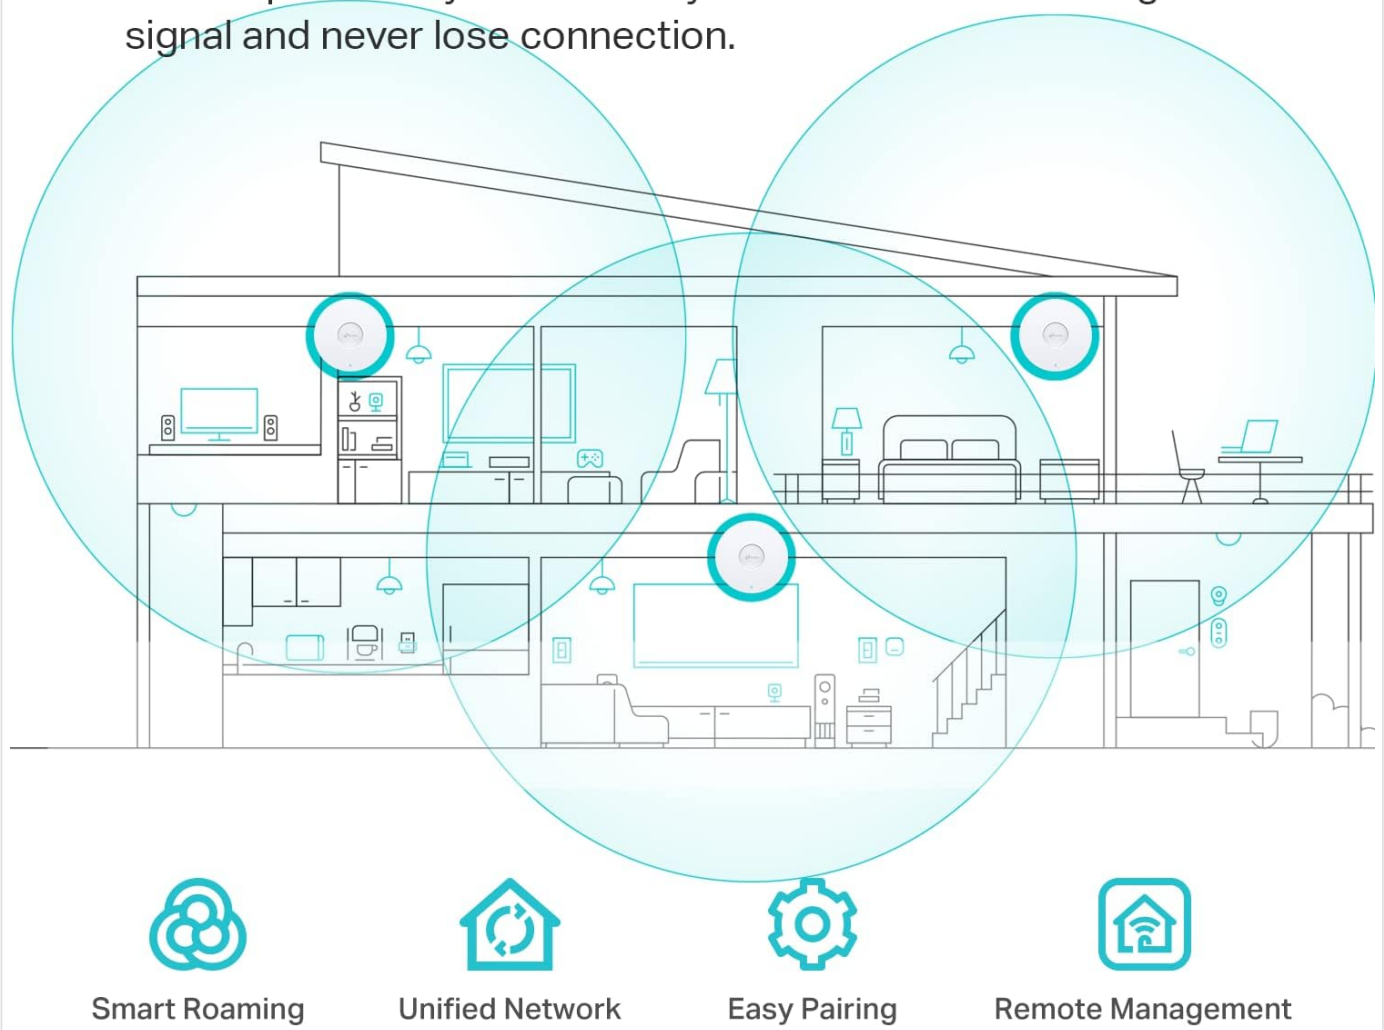 signal and never lose connection.
Smart Roaming
Unified Network
Easy Pairing
Remote Management